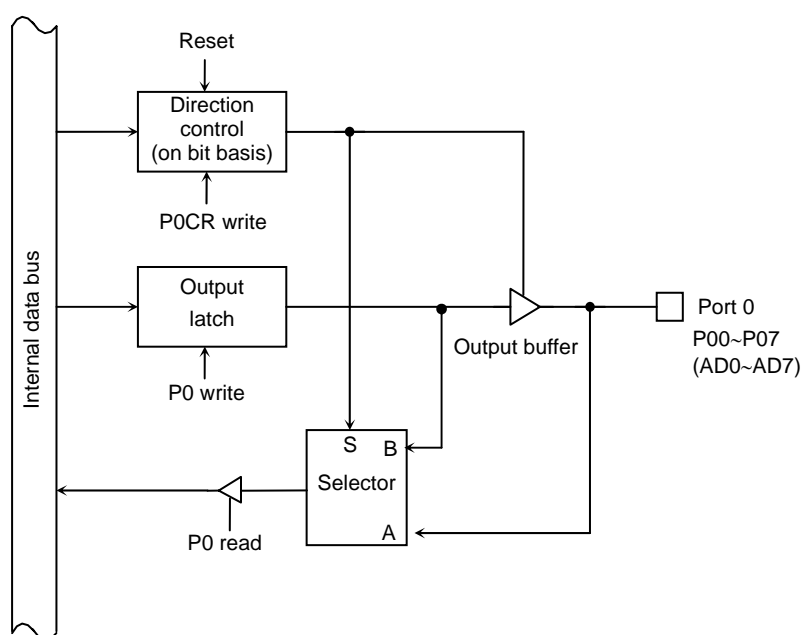 Reset
Direction
control
(on bit basis)
P0CR write
Internal data bus
Output
latch
P0 write
Output buffer
Port 0
P00~P07
(AD0~AD7)
S
B
Selector
A
P0 read